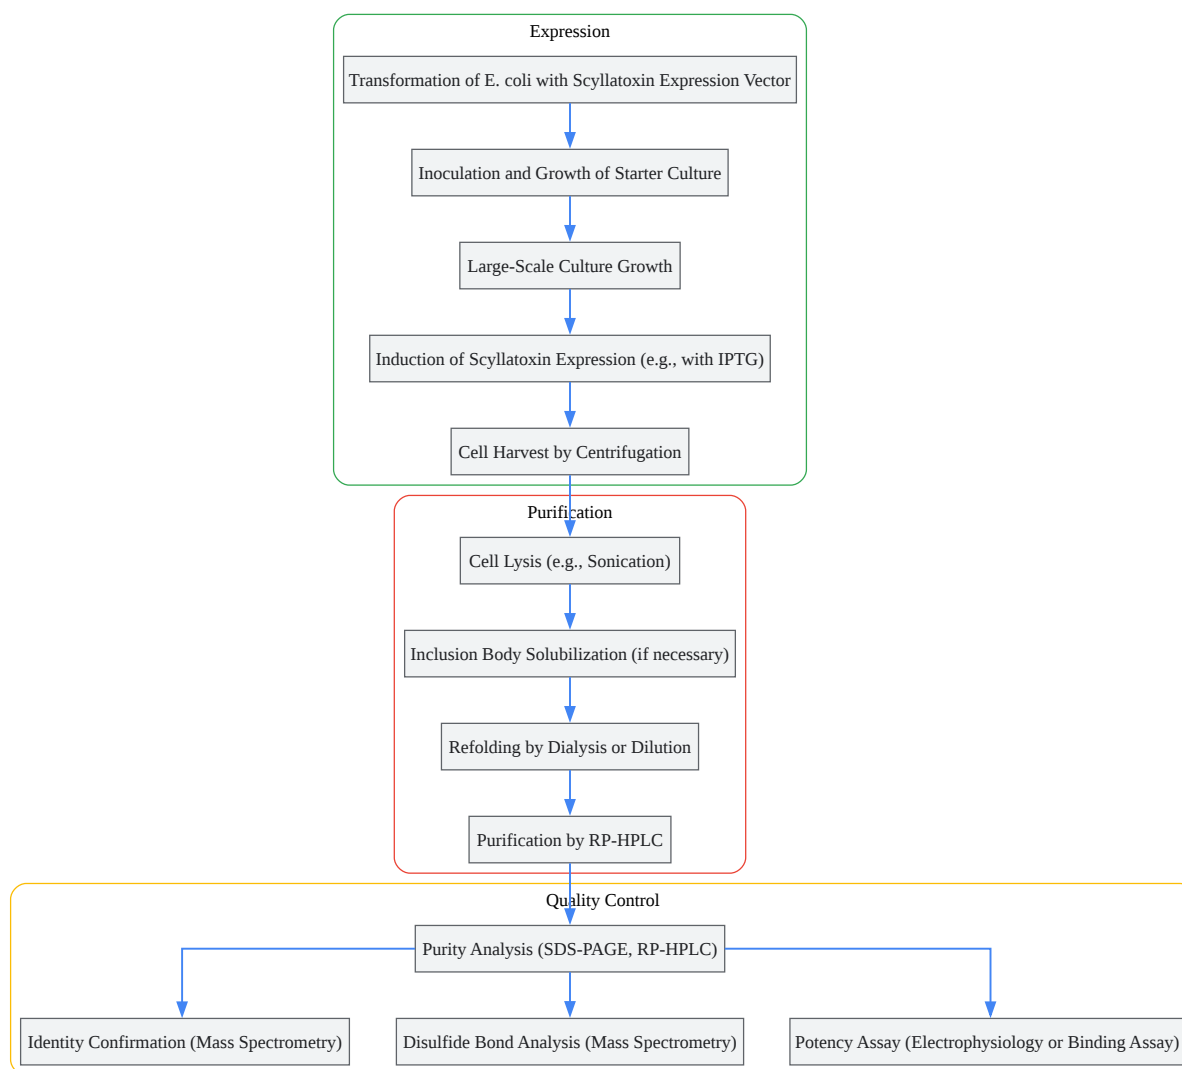 Expression
Transformation of E. coli with Scyllatoxin Expression Vector
Inoculation and Growth of Starter Culture
Large-Scale Culture Growth
Induction of Scyllatoxin Expression (e.g., with IPTG)
Cell Harvest by Centrifugation
Purification
Cell Lysis (e.g., Sonication)
Inclusion Body Solubilization (if necessary)
Refolding by Dialysis or Dilution
Purification by RP-HPLC
Quality Control
Purity Analysis (SDS-PAGE, RP-HPLC)
Identity Confirmation (Mass Spectrometry)
Disulfide Bond Analysis (Mass Spectrometry)
Potency Assay (Electrophysiology or Binding Assay)